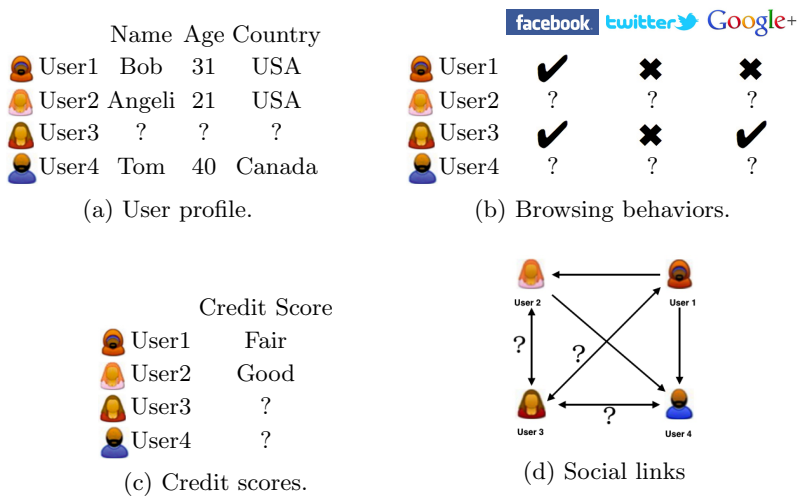 Name Age Country
User1 Bob 31 USA
User2 Angeli 21 USA
User3 ? ? ?
User4 Tom 40 Canada
(a) User profile.
facebook twitter Google+
User1 ✔ ✖ ✖
User2 ? ? ?
User3 ✔ ✖ ✔
User4 ? ? ?
(b) Browsing behaviors.
Credit Score
User1 Fair
User2 Good
User3 ?
User4 ?
(c) Credit scores.
User 2 User 1
? ?
?
User 3 User 4
(d) Social links